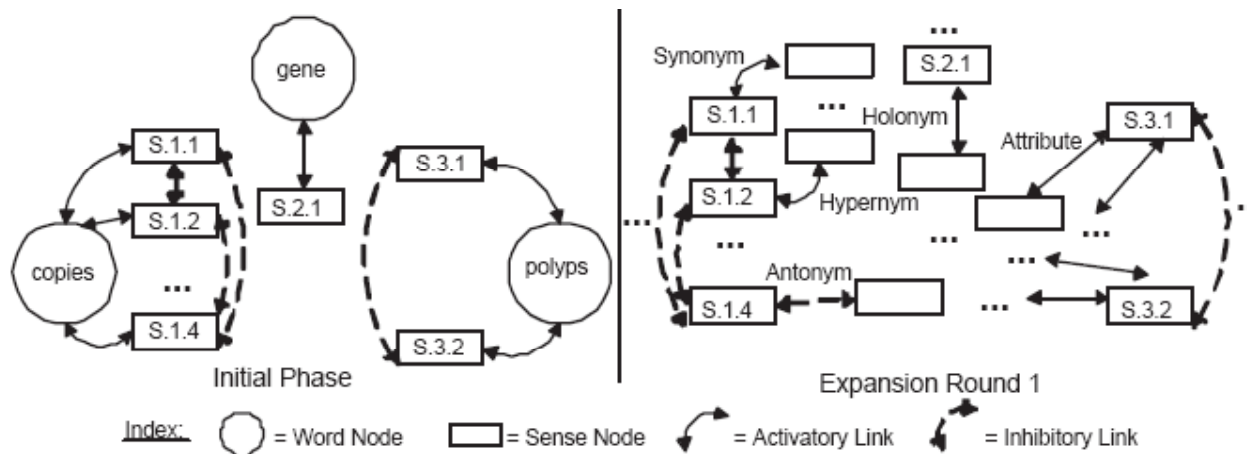 gene
S.1.1
S.1.2
S.2.1
S.3.1
copies
polyps
...
S.1.4
S.3.2
Initial Phase
...
Synonym
S.2.1
S.1.1
...
Holonym
S.3.1
Attribute
S.1.2
Hypernym
...
...
...
...
...
Antonym
...
...
S.1.4
S.3.2
Expansion Round 1
Index: = Word Node = Sense Node = Activatory Link = Inhibitory Link